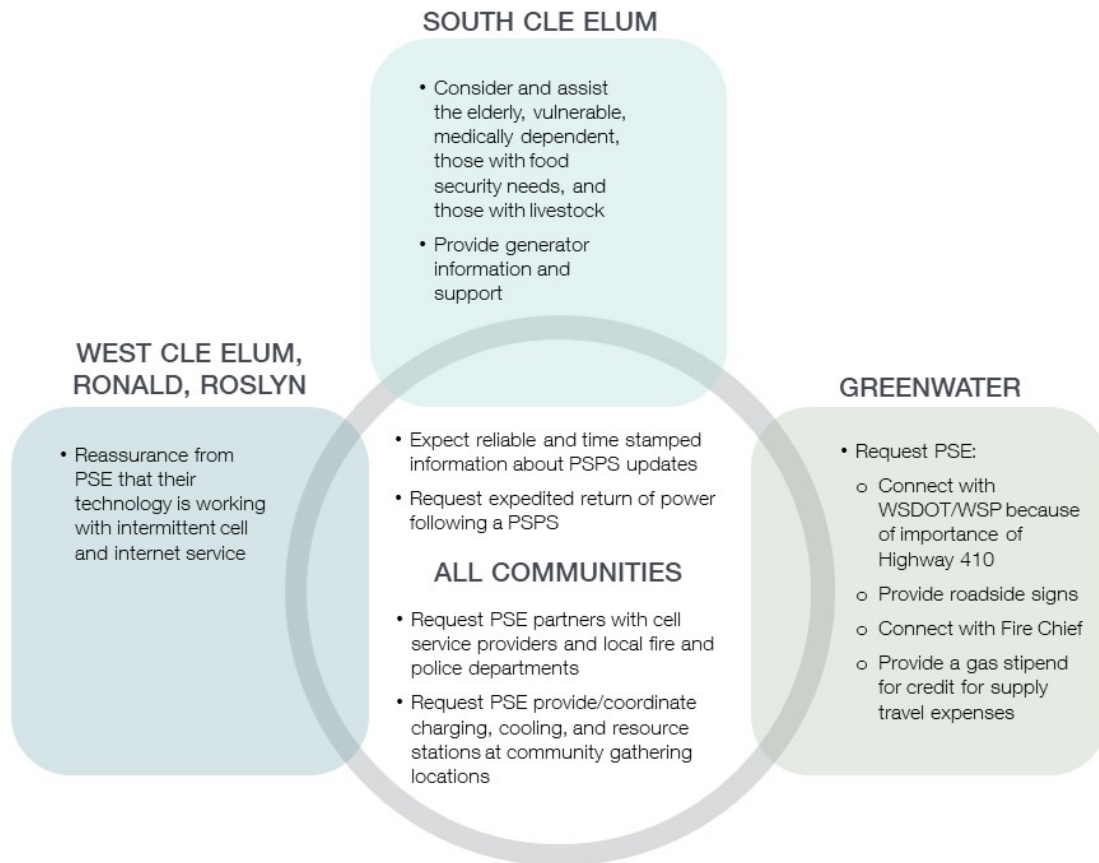 SOUTH CLE ELUM
• Consider and assist
the elderly, vulnerable,
medically dependent,
those with food
security needs, and
those with livestock
• Provide generator
information and
support
WEST CLE ELUM,
RONALD, ROSLYN
• Reassurance from
PSE that their
technology is working
with intermittent cell
and internet service
• Expect reliable and time stamped
information about PSPS updates
• Request expedited return of power
following a PSPS
ALL COMMUNITIES
• Request PSE partners with cell
service providers and local fire and
police departments
• Request PSE provide/coordinate
charging, cooling, and resource
stations at community gathering
locations
GREENWATER
• Request PSE:
o Connect with
WSDOT/WSP because
of importance of
Highway 410
o Provide roadside signs
o Connect with Fire Chief
o Provide a gas stipend
for credit for supply
travel expenses